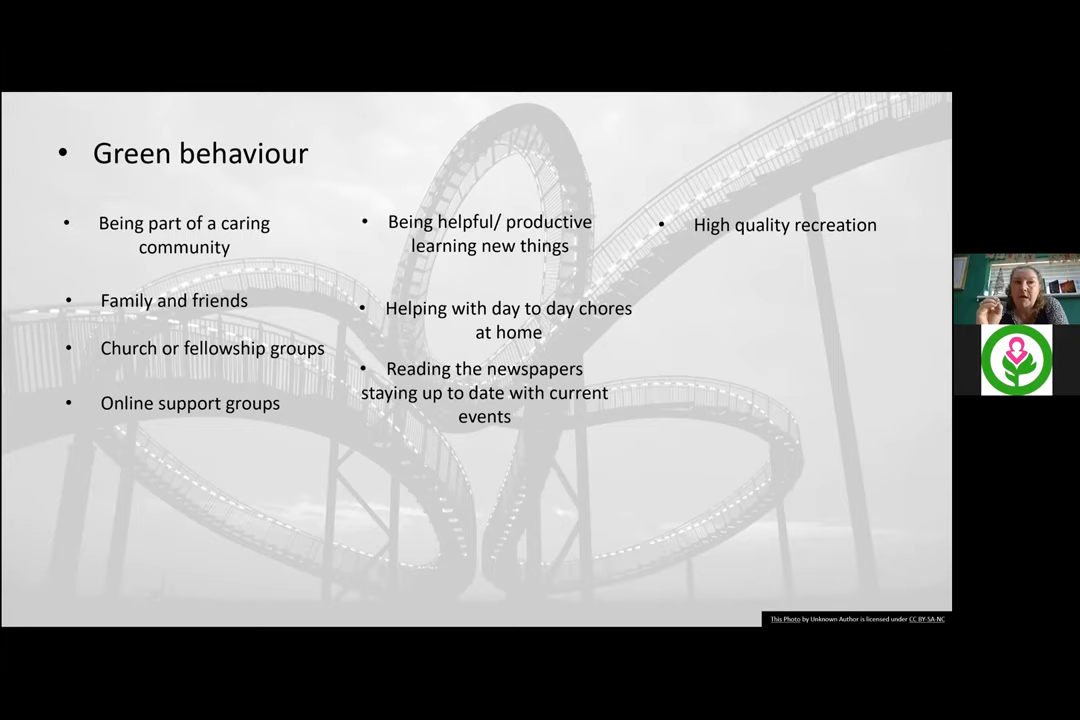 • Green behaviour
• Being part of a caring
community
• Family and friends
• Church or fellowship groups
• Online support groups
• Being helpful/ productive
learning new things
• Helping with day to day chores
at home
• Reading the newspapers
staying up to date with current
events
• High quality recreation
This Photo by Unknown Author is licensed under CC BY-SA-NC